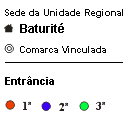 Sede da Unidade Regional
Baturité
Comarca Vinculada
Entrância
1ª 2ª 3ª